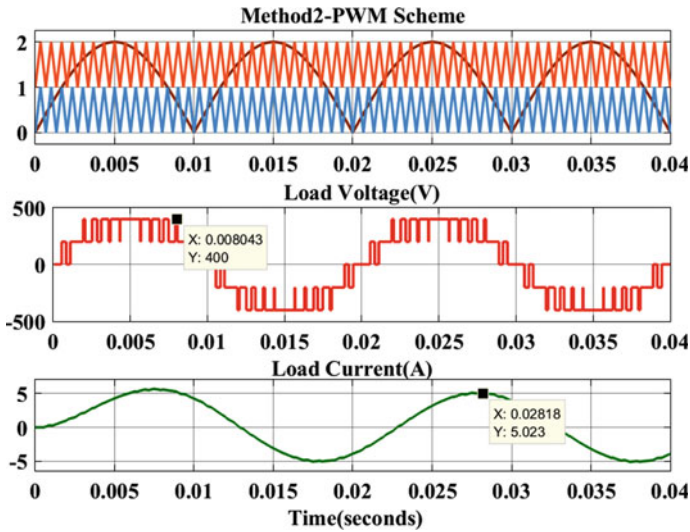 Method2-PWM Scheme
2
1
0
0 0.005 0.01 0.015 0.02 0.025 0.03 0.035 0.04
Load Voltage(V)
500
0
-500
X: 0.008043
Y: 400
0 0.005 0.01 0.015 0.02 0.025 0.03 0.035 0.04
Load Current(A)
5
0
-5
X: 0.02818
Y: 5.023
0 0.005 0.01 0.015 0.02 0.025 0.03 0.035 0.04
Time(seconds)